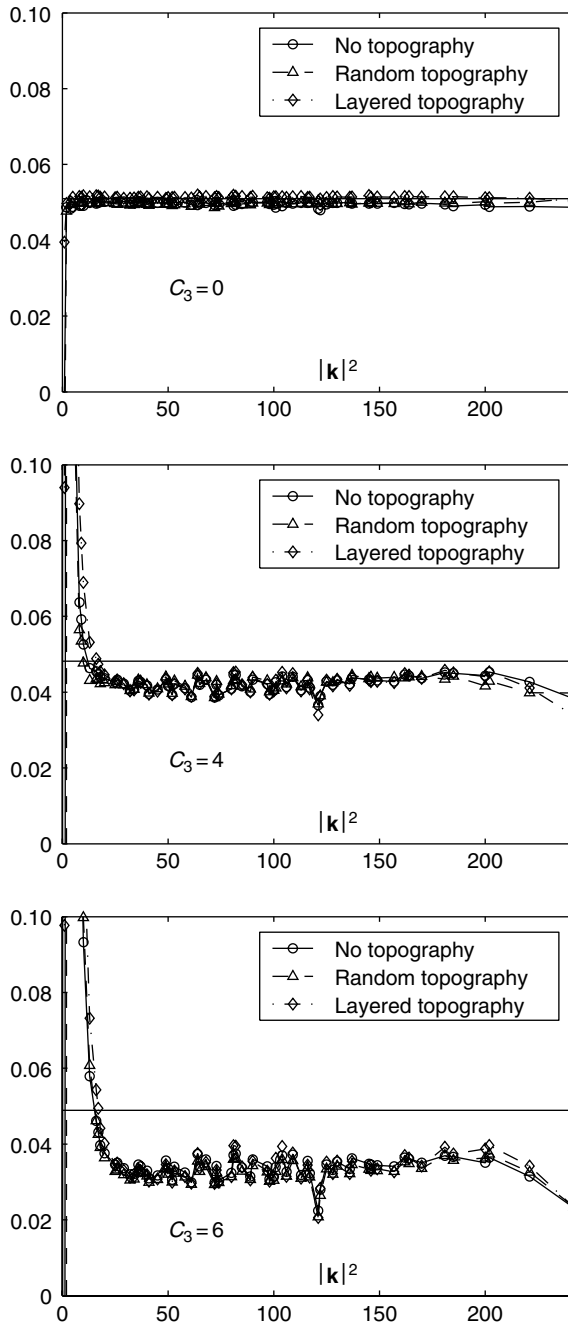 0.10
No topography
Random topography
0.08
Layered topography
0.06
0.04
C₃ = 0
0.02
|k|²
0
0 50 100 150 200
0.10
No topography
Random topography
0.08
Layered topography
0.06
0.04
C₃ = 4
0.02
|k|²
0
0 50 100 150 200
0.10
No topography
Random topography
0.08
Layered topography
0.06
0.04
0.02
C₃ = 6
|k|²
0
0 50 100 150 200